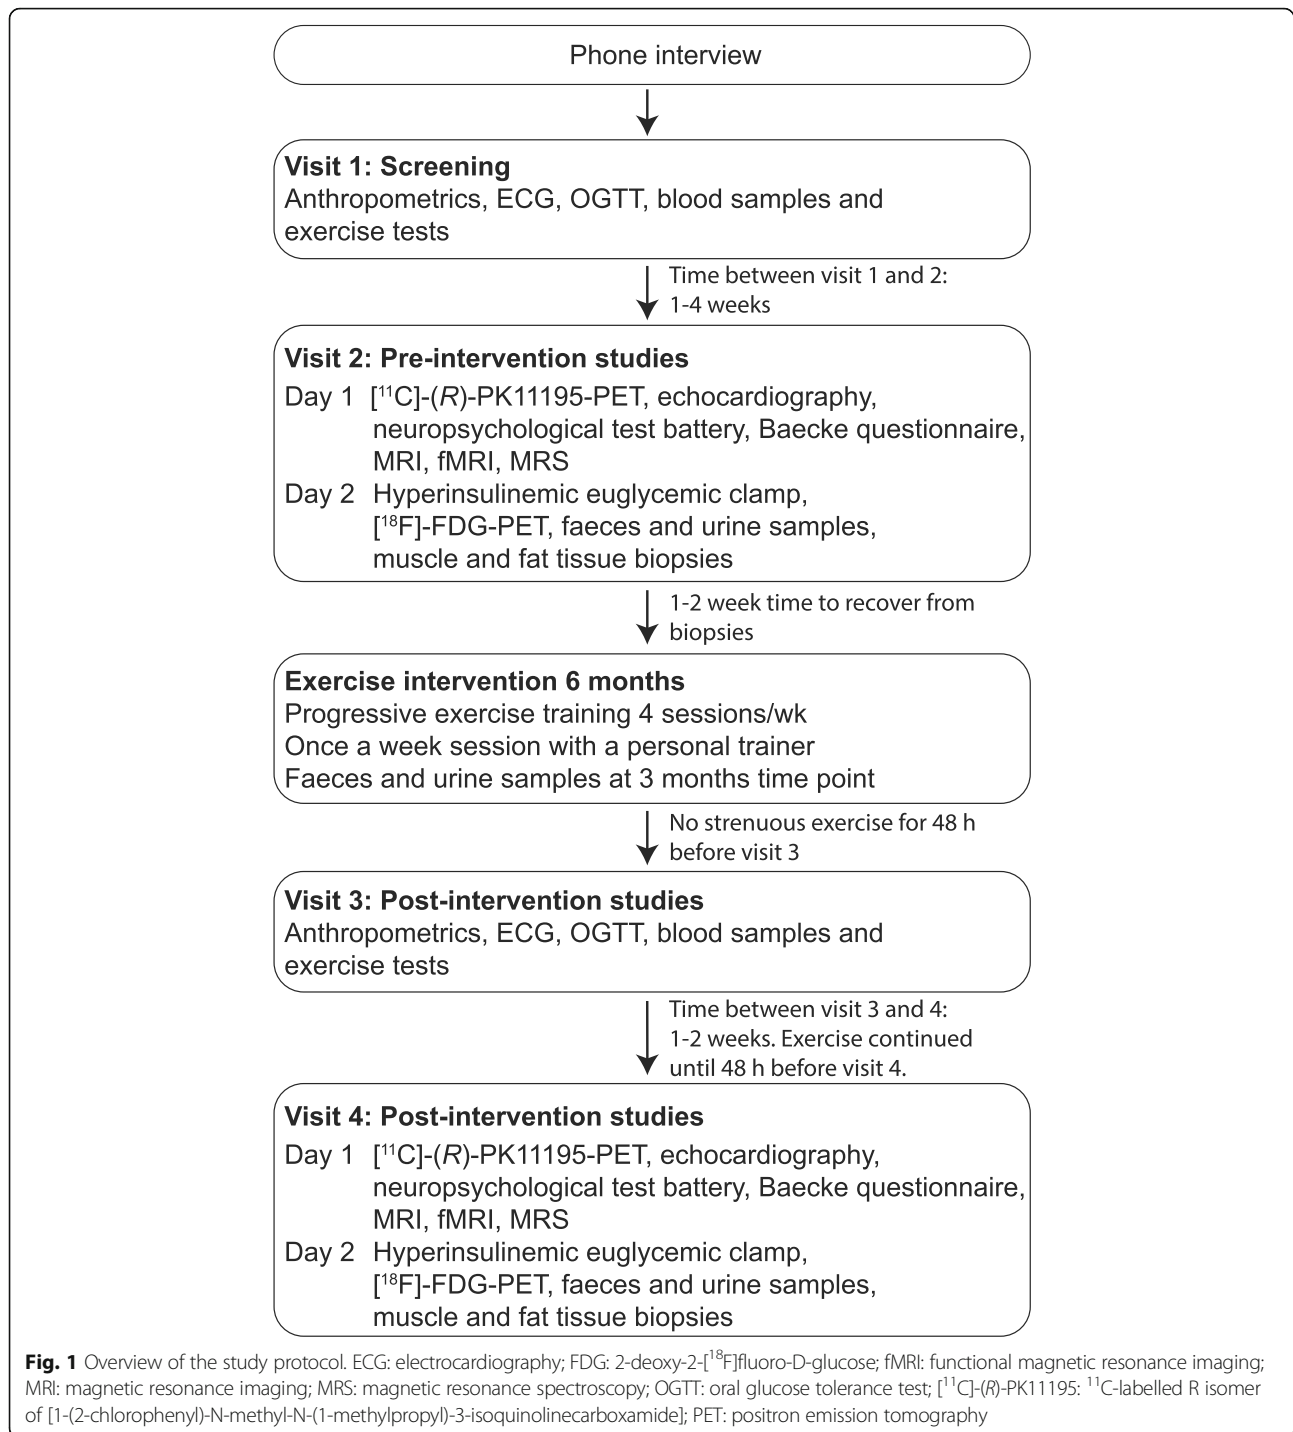 Phone interview
Visit 1: Screening
Anthropometrics, ECG, OGTT, blood samples and
exercise tests
Time between visit 1 and 2:
1-4 weeks
Visit 2: Pre-intervention studies
Day 1 [¹¹C]-(R)-PK11195-PET, echocardiography,
neuropsychological test battery, Baecke questionnaire,
MRI, fMRI, MRS
Day 2 Hyperinsulinemic euglycemic clamp,
[¹⁸F]-FDG-PET, faeces and urine samples,
muscle and fat tissue biopsies
1-2 week time to recover from
biopsies
Exercise intervention 6 months
Progressive exercise training 4 sessions/wk
Once a week session with a personal trainer
Faeces and urine samples at 3 months time point
No strenuous exercise for 48 h
before visit 3
Visit 3: Post-intervention studies
Anthropometrics, ECG, OGTT, blood samples and
exercise tests
Time between visit 3 and 4:
1-2 weeks. Exercise continued
until 48 h before visit 4.
Visit 4: Post-intervention studies
Day 1 [¹¹C]-(R)-PK11195-PET, echocardiography,
neuropsychological test battery, Baecke questionnaire,
MRI, fMRI, MRS
Day 2 Hyperinsulinemic euglycemic clamp,
[¹⁸F]-FDG-PET, faeces and urine samples,
muscle and fat tissue biopsies
Fig. 1 Overview of the study protocol. ECG: electrocardiography; FDG: 2-deoxy-2-[¹⁸F]fluoro-D-glucose; fMRI: functional magnetic resonance imaging;
MRI: magnetic resonance imaging; MRS: magnetic resonance spectroscopy; OGTT: oral glucose tolerance test; [¹¹C]-(R)-PK11195: ¹¹C-labelled R isomer
of [1-(2-chlorophenyl)-N-methyl-N-(1-methylpropyl)-3-isoquinolinecarboxamide]; PET: positron emission tomography